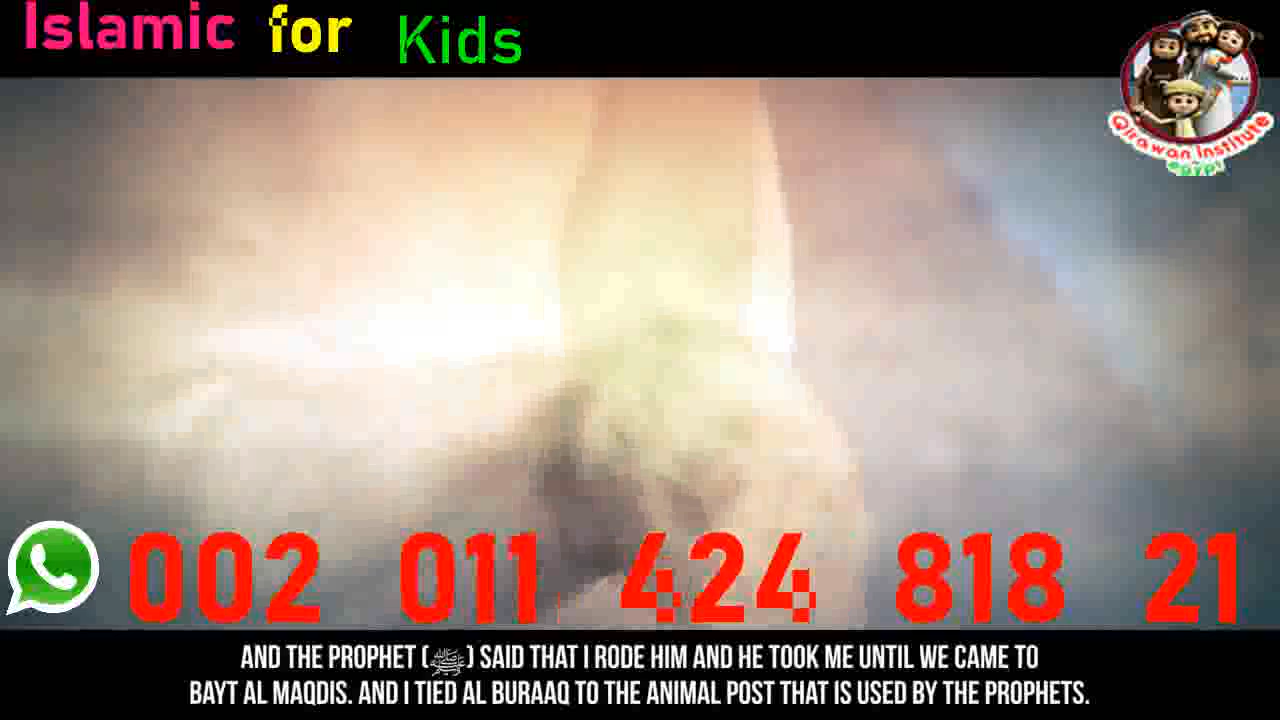 Islamic for Kids
Qirawan Institute
egypt
002 011 424 818 21
AND THE PROPHET (ﷺ) SAID THAT I RODE HIM AND HE TOOK ME UNTIL WE CAME TO
BAYT AL MAQDIS. AND I TIED AL BURAAQ TO THE ANIMAL POST THAT IS USED BY THE PROPHETS.